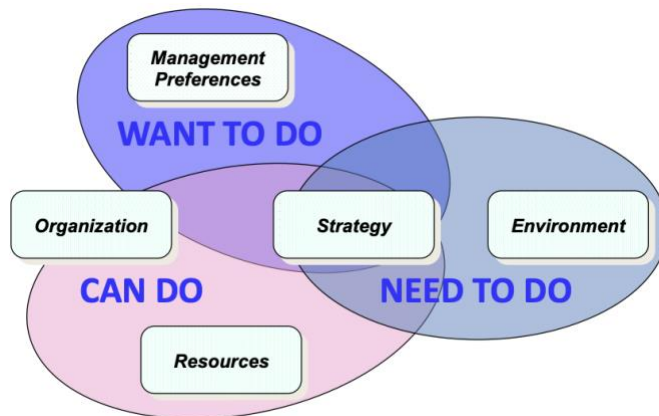 Management
Preferences
WANT TO DO
Organization
Strategy
Environment
CAN DO
NEED TO DO
Resources